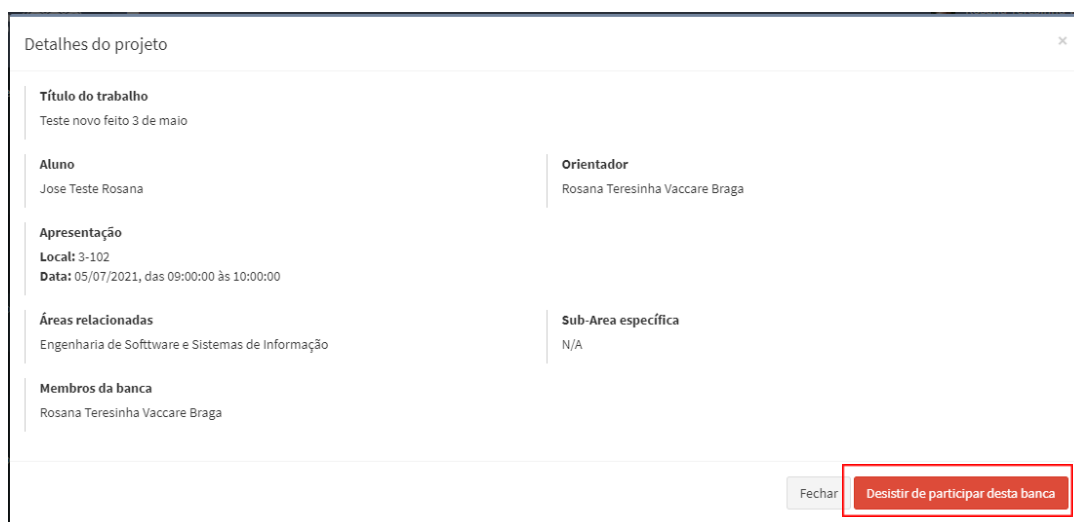 Detalhes do projeto
×
Título do trabalho
Teste novo feito 3 de maio
Aluno
Jose Teste Rosana
Orientador
Rosana Teresinha Vaccare Braga
Apresentação
Local: 3-102
Data: 05/07/2021, das 09:00:00 às 10:00:00
Áreas relacionadas
Engenharia de Softtware e Sistemas de Informação
Sub-Area específica
N/A
Membros da banca
Rosana Teresinha Vaccare Braga
Fechar
Desistir de participar desta banca